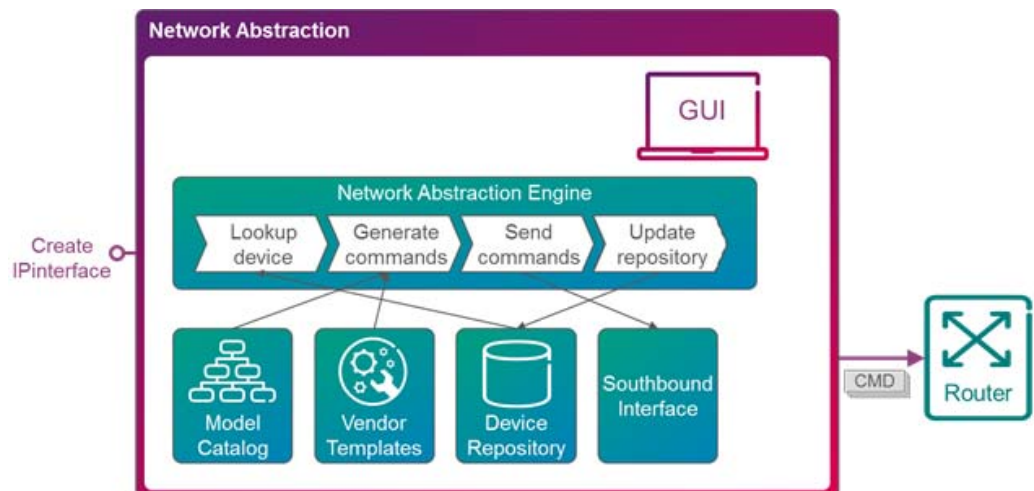 Network Abstraction
GUI
Network Abstraction Engine
Lookup
device
Generate
commands
Send
commands
Update
repository
Create
IPinterface
Model
Catalog
Vendor
Templates
Device
Repository
Southbound
Interface
CMD
Router